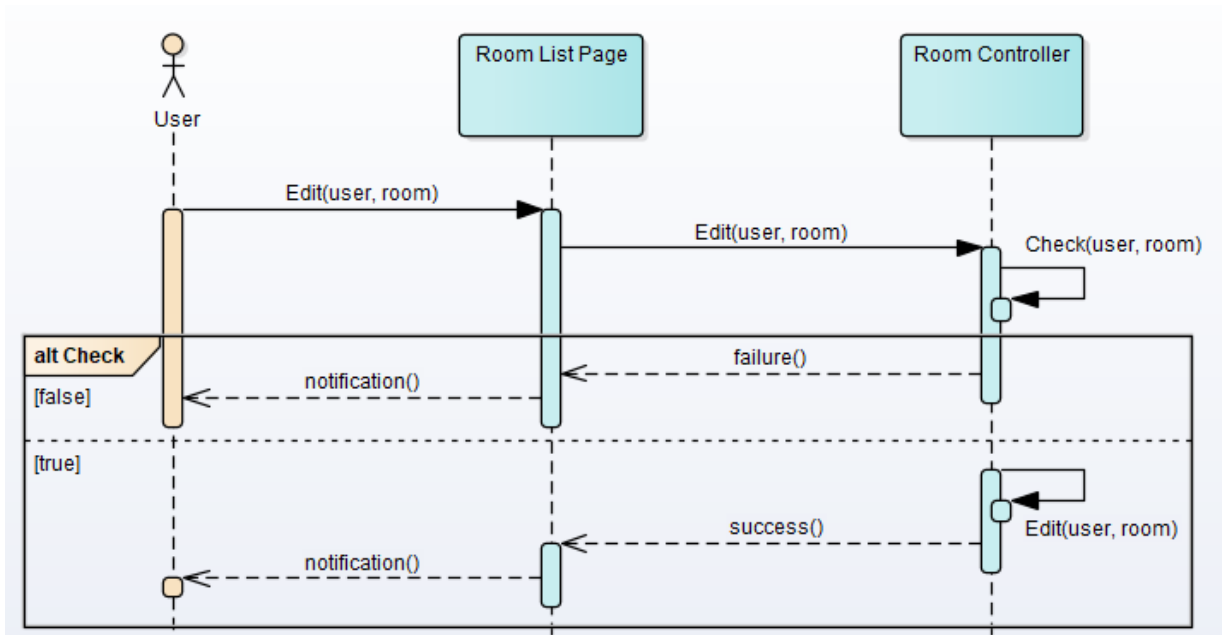 Room List Page
Room Controller
User
Edit(user, room)
Edit(user, room)
Check(user, room)
alt Check
failure()
notification()
[false]
[true]
Edit(user, room)
success()
notification()